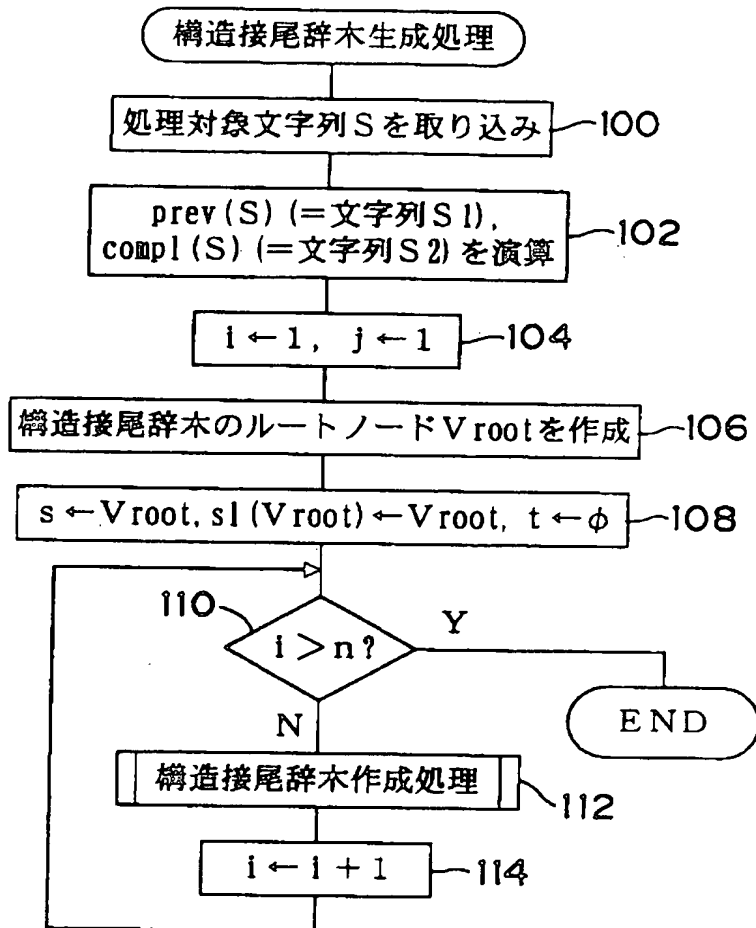 構造接尾辞木生成処理
処理対象文字列Sを取り込み
100
prev(S)(=文字列S1),
compl(S)(=文字列S2)を演算
102
i←1, j←1
104
構造接尾辞木のルートノードVrootを作成
106
s←Vroot,sl(Vroot)←Vroot, t←φ
108
110
i>n?
Y
N
END
構造接尾辞木作成処理
112
i←i+1
114